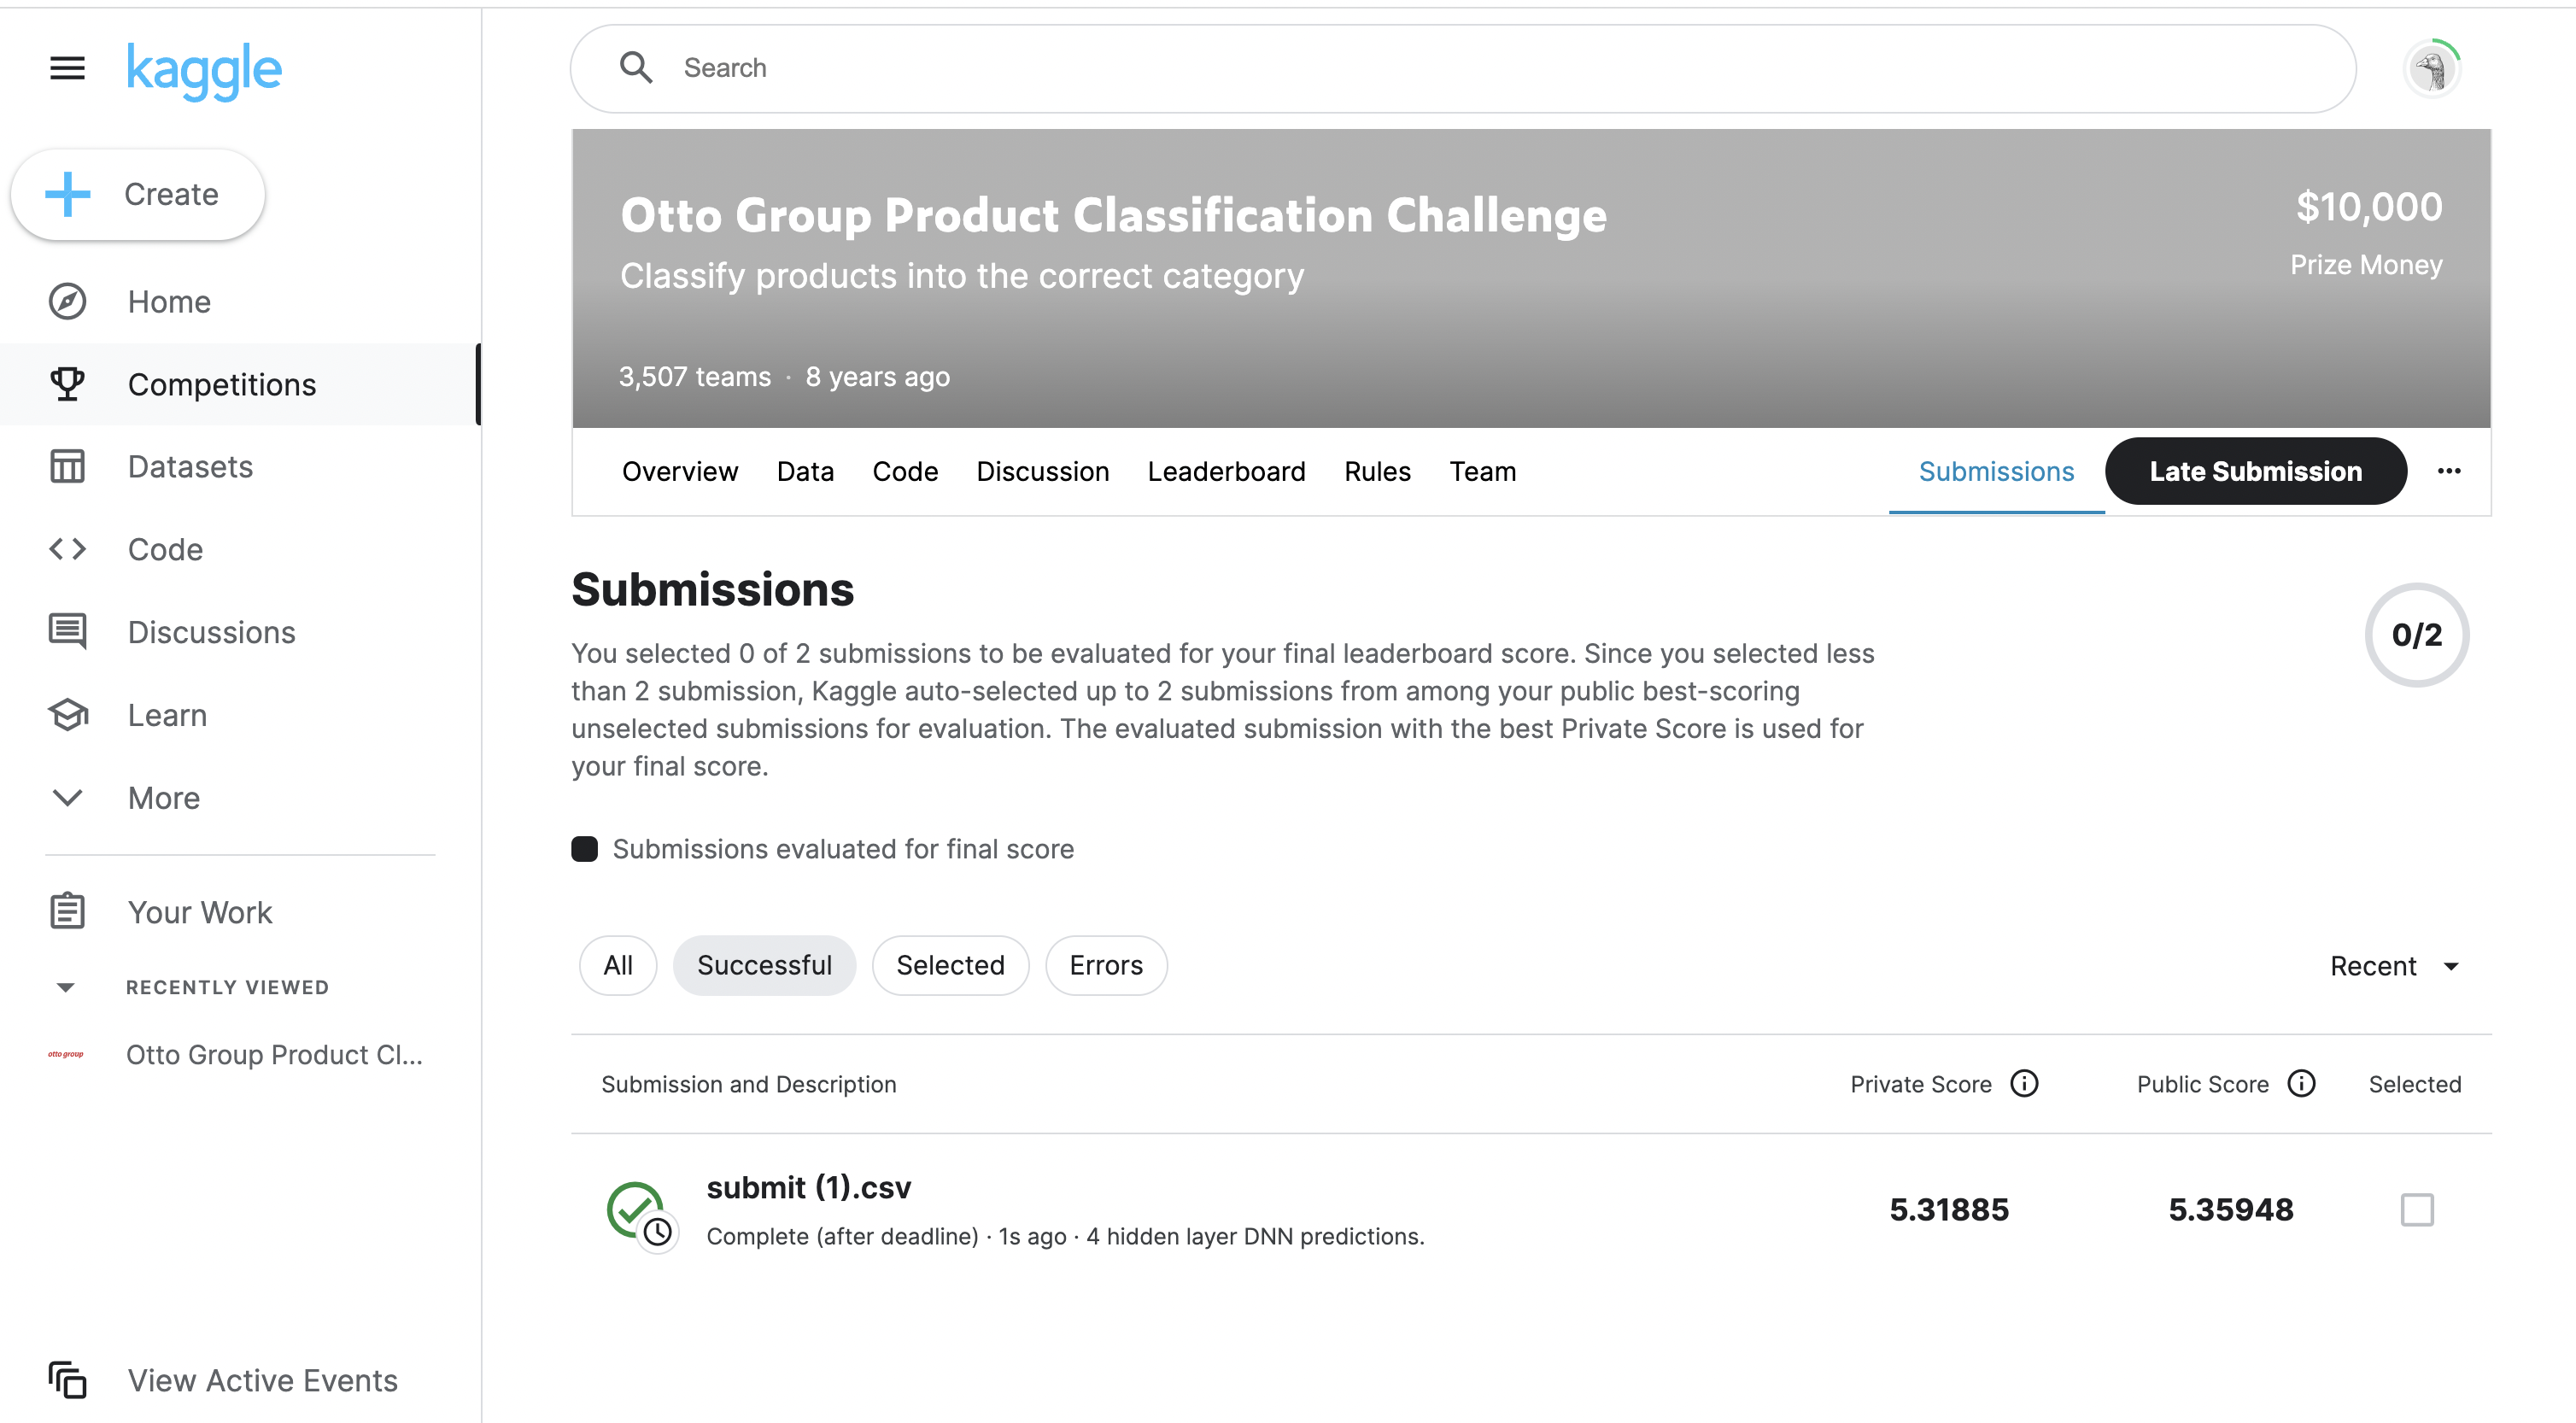 kaggle
Search
Create
Home
Competitions
Datasets
Code
Discussions
Learn
More
Your Work
RECENTLY VIEWED
otto group
Otto Group Product Cl...
View Active Events
Otto Group Product Classification Challenge
$10,000
Classify products into the correct category
Prize Money
3,507 teams · 8 years ago
Overview Data Code Discussion Leaderboard Rules Team Submissions Late Submission
Submissions
You selected 0 of 2 submissions to be evaluated for your final leaderboard score. Since you selected less
than 2 submission, Kaggle auto-selected up to 2 submissions from among your public best-scoring
unselected submissions for evaluation. The evaluated submission with the best Private Score is used for
your final score.
0/2
Submissions evaluated for final score
All Successful Selected Errors Recent
Submission and Description Private Score Public Score Selected
submit (1).csv
5.31885 5.35948
Complete (after deadline) · 1s ago · 4 hidden layer DNN predictions.